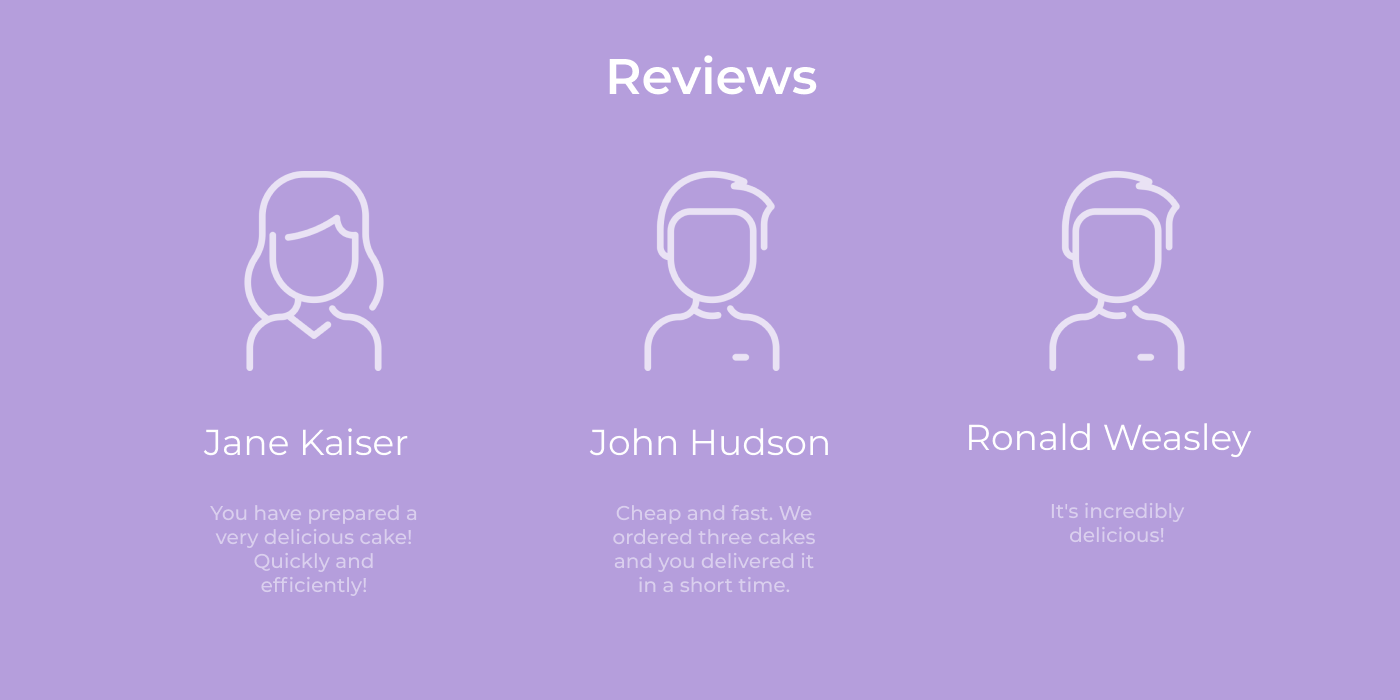 Reviews
Jane Kaiser
You have prepared a
very delicious cake!
Quickly and
efficiently!
John Hudson
Cheap and fast. We
ordered three cakes
and you delivered it
in a short time.
Ronald Weasley
It's incredibly
delicious!